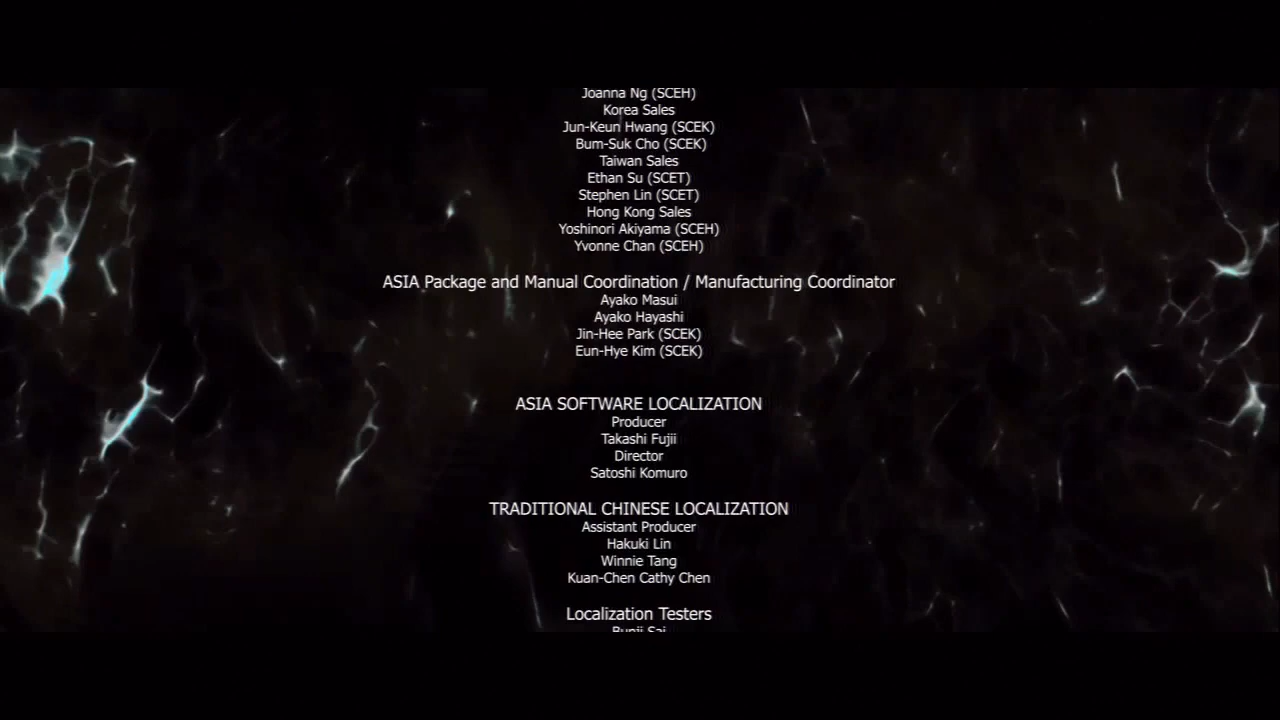 Joanna Ng (SCEH)
Korea Sales
Jun-Keun Hwang (SCEK)
Bum-Suk Cho (SCEK)
Taiwan Sales
Ethan Su (SCET)
Stephen Lin (SCET)
Hong Kong Sales
Yoshinori Akiyama (SCEH)
Yvonne Chan (SCEH)
ASIA Package and Manual Coordination / Manufacturing Coordinator
Ayako Masui
Ayako Hayashi
Jin-Hee Park (SCEK)
Eun-Hye Kim (SCEK)
ASIA SOFTWARE LOCALIZATION
Producer
Takashi Fujii
Director
Satoshi Komuro
TRADITIONAL CHINESE LOCALIZATION
Assistant Producer
Hakuki Lin
Winnie Tang
Kuan-Chen Cathy Chen
Localization Testers
Bunji Sai